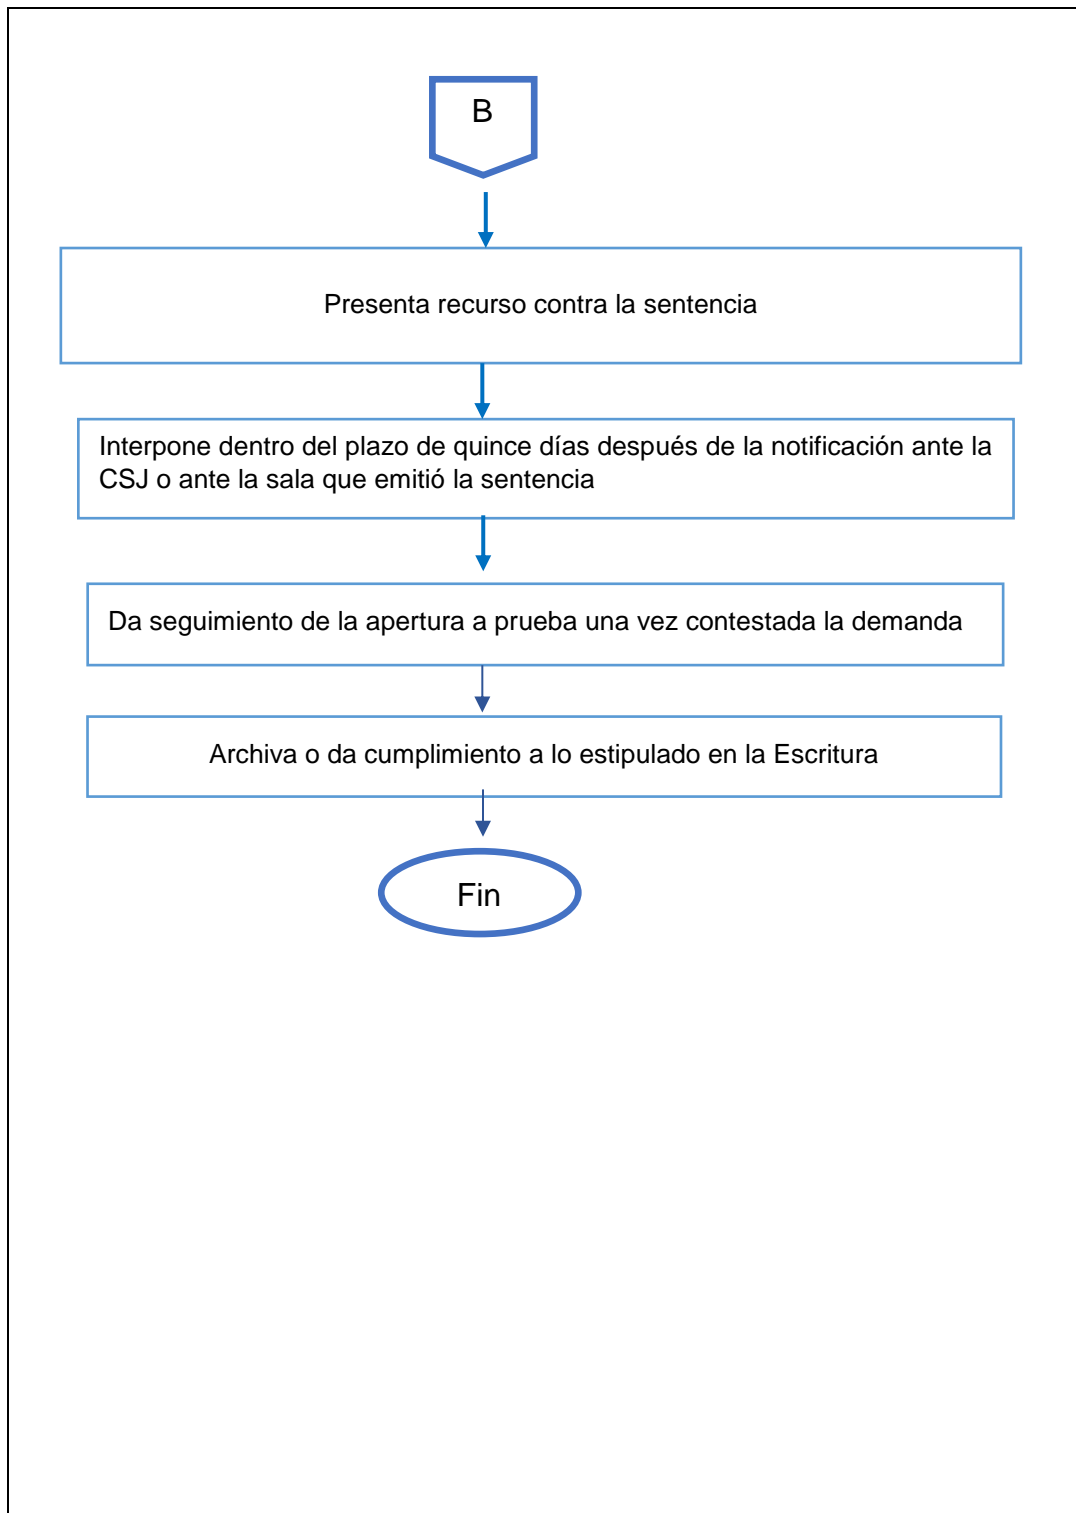 B
Presenta recurso contra la sentencia
Interpone dentro del plazo de quince días después de la notificación ante la
CSJ o ante la sala que emitió la sentencia
Da seguimiento de la apertura a prueba una vez contestada la demanda
Archiva o da cumplimiento a lo estipulado en la Escritura
Fin